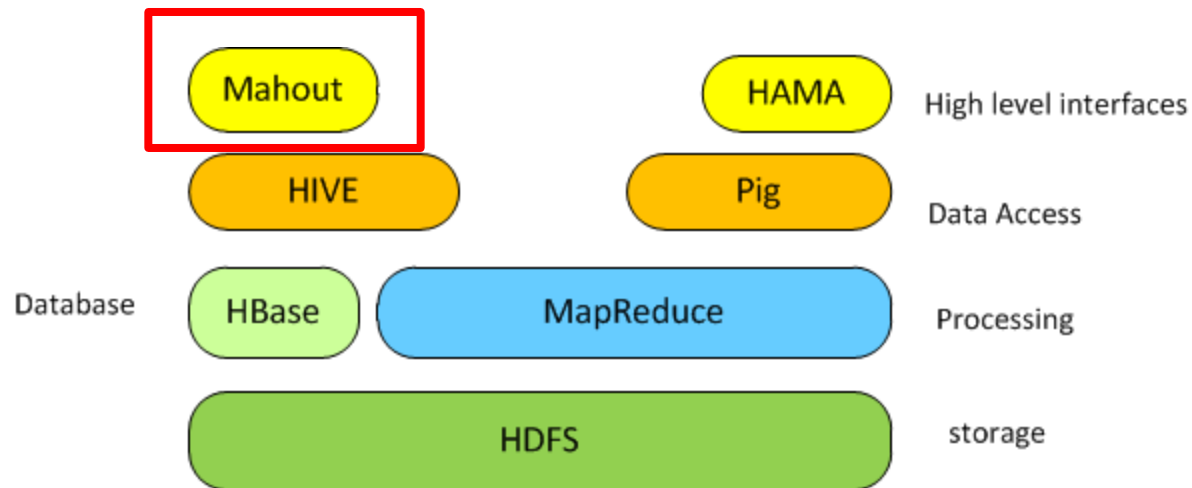 Mahout
HAMA
High level interfaces
HIVE
Pig
Data Access
Database
HBase
MapReduce
Processing
HDFS
storage